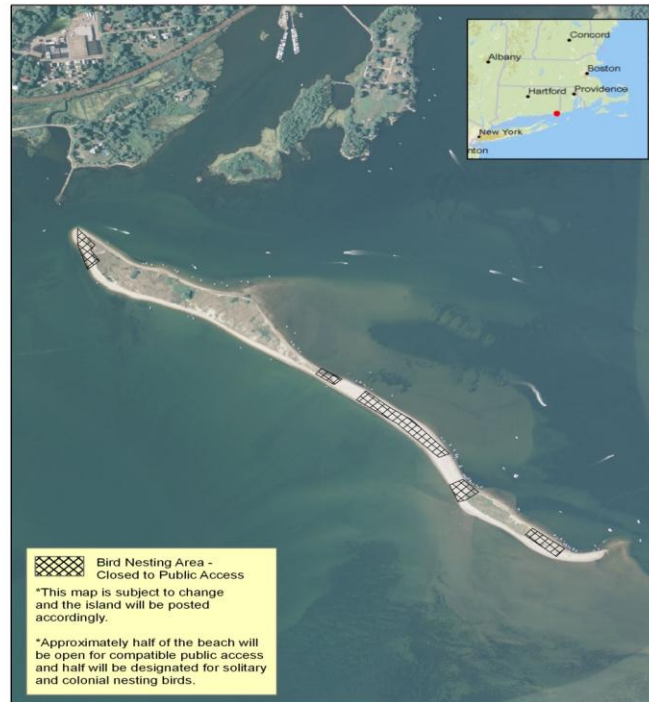 Concord
Albany
Boston
Hartford
Providence
New York
nton
Bird Nesting Area -
Closed to Public Access
*This map is subject to change
and the island will be posted
accordingly.
*Approximately half of the beach will
be open for compatible public access
and half will be designated for solitary
and colonial nesting birds.